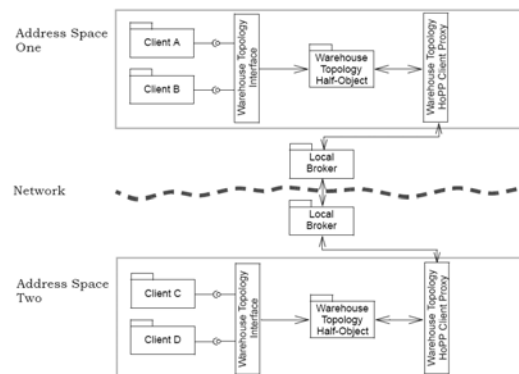 Address Space
One
Client A
Client B
Warehouse Topology
Interface
Warehouse
Topology
Half-Object
Warehouse Topology
HoPP Client Proxy
Local
Broker
Network
Local
Broker
Address Space
Two
Client C
Client D
Warehouse Topology
Interface
Warehouse
Topology
Half-Object
Warehouse Topology
HoPP Client Proxy